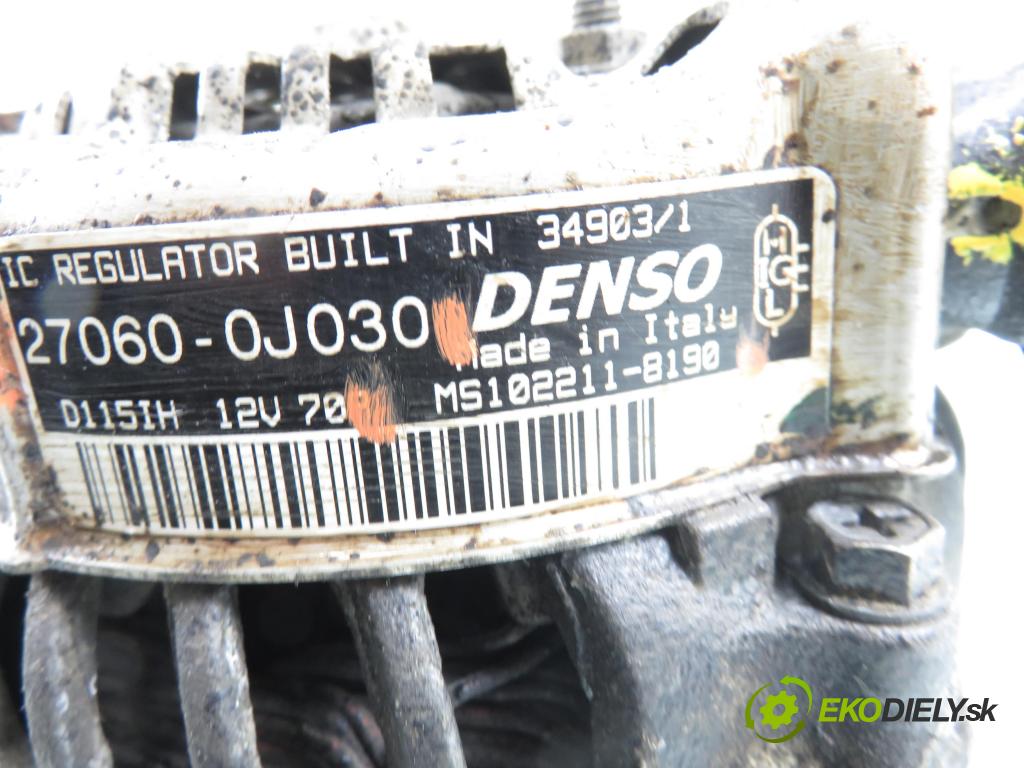 IC REGULATOR BUILT IN 34903/1
27060-0J030 DENSO
Made in Italy
D115IH 12V 70 MS102211-8190
EKODIELY.sk